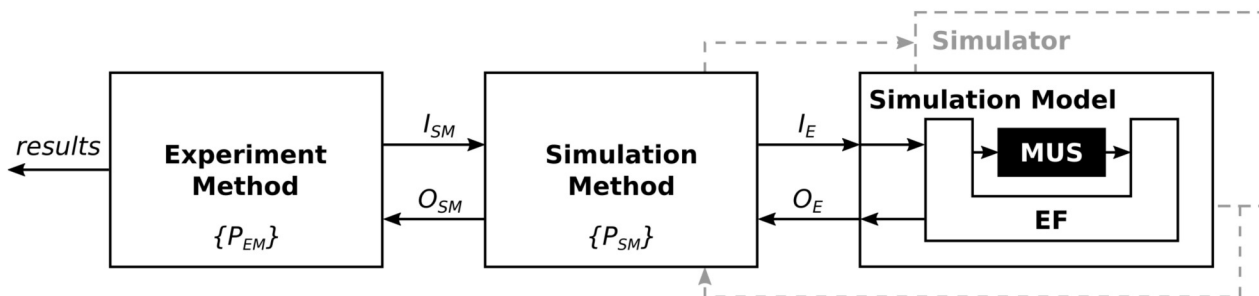 Simulator
Simulation Model
results
Experiment
Method
{P_EM}
I_SM
O_SM
Simulation
Method
{P_SM}
I_E
O_E
MUS
EF